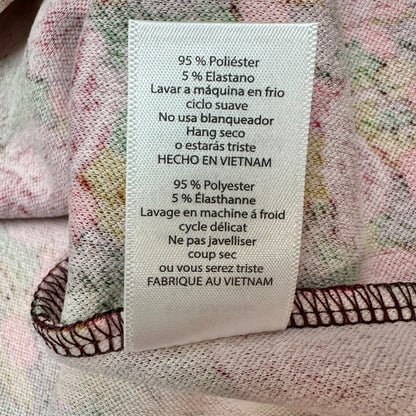 95 % Poliéster
5 % Elastano
Lavar a máquina en frio
ciclo suave
No usa blanqueador
Hang seco
o estarás triste
HECHO EN VIETNAM
95 % Polyester
5 % Élasthanne
Lavage en machine á froid
cycle délicat
Ne pas javelliser
coup sec
ou vous serez triste
FABRIQUE AU VIETNAM